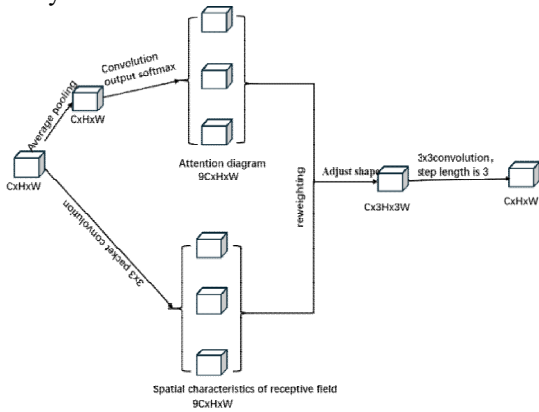 Convolution
output softmax
Average pooling
CxHxW
CxHxW
Attention diagram
9CxHxW
3x3 packet convolution
reweighting
Adjust shape
3x3convolution,
step length is 3
Cx3Hx3W
CxHxW
Spatial characteristics of receptive field
9CxHxW